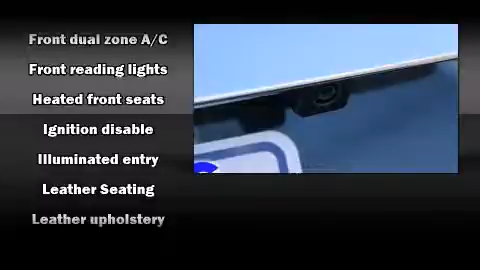 Front dual zone A/C
Front reading lights
Heated front seats
Ignition disable
Illuminated entry
Leather Seating
Leather upholstery